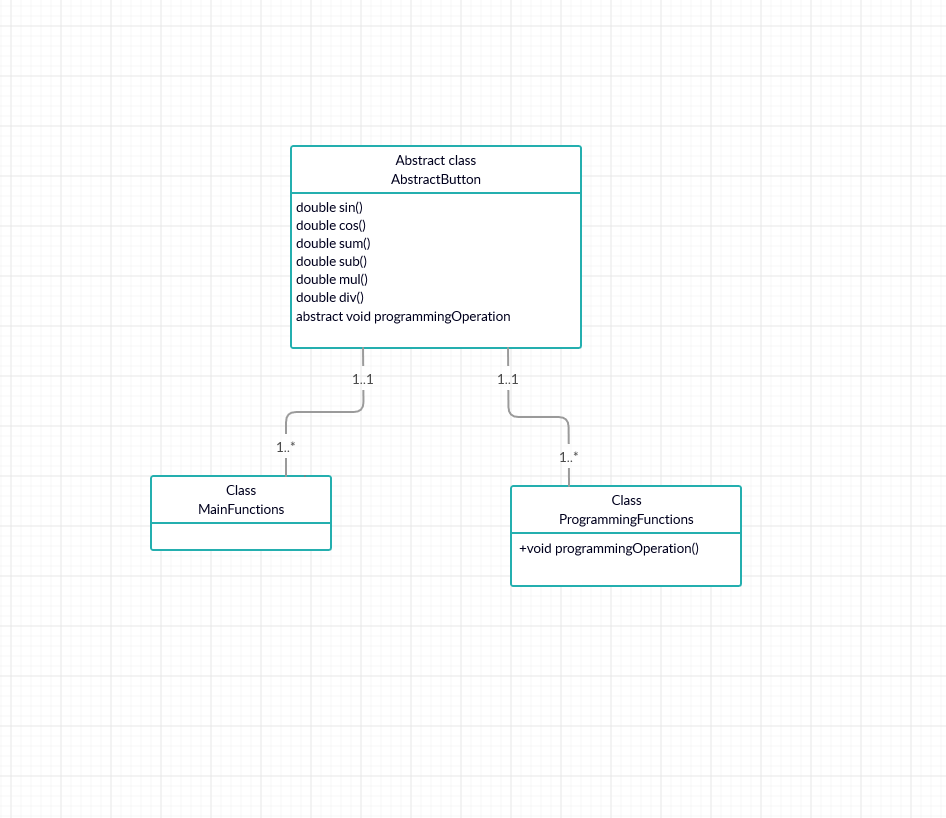 Abstract class
AbstractButton
double sin()
double cos()
double sum()
double sub()
double mul()
double div()
abstract void programmingOperation
1..1
1..1
1..*
1..*
Class
MainFunctions
Class
ProgrammingFunctions
+void programmingOperation()